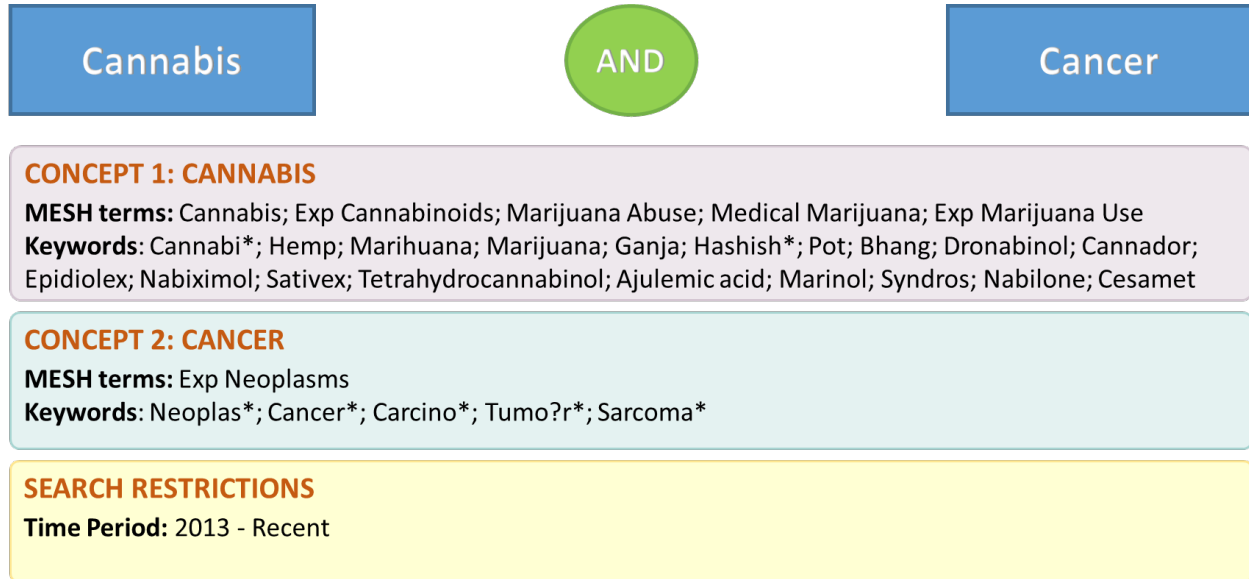 Cannabis
AND
Cancer
CONCEPT 1: CANNABIS
MESH terms: Cannabis; Exp Cannabinoids; Marijuana Abuse; Medical Marijuana; Exp Marijuana Use
Keywords: Cannabi*; Hemp; Marihuana; Marijuana; Ganja; Hashish*; Pot; Bhang; Dronabinol; Cannador;
Epidiolex; Nabiximol; Sativex; Tetrahydrocannabinol; Ajulemic acid; Marinol; Syndros; Nabilone; Cesamet
CONCEPT 2: CANCER
MESH terms: Exp Neoplasms
Keywords: Neoplas*; Cancer*; Carcino*; Tumo?r*; Sarcoma*
SEARCH RESTRICTIONS
Time Period: 2013 - Recent